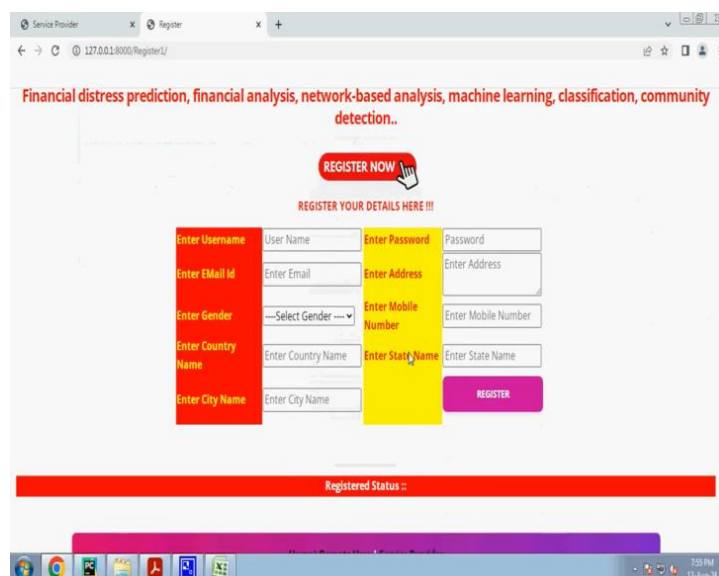 Service Provider
Register
127.0.0.1:8000/Register1/
Financial distress prediction, financial analysis, network-based analysis, machine learning, classification, community
detection..
REGISTER NOW
REGISTER YOUR DETAILS HERE !!!
Enter Username User Name Enter Password Password
Enter EMail Id Enter Email Enter Address Enter Address
Enter Gender ----Select Gender ---- Enter Mobile Number Enter Mobile Number
Enter Country Name Enter Country Name Enter State Name Enter State Name
Enter City Name Enter City Name REGISTER
Registered Status ::
7:55 PM